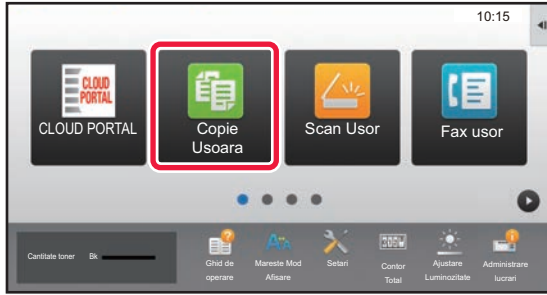 10:15
CLOUD
PORTAL
CLOUD PORTAL
Copie
Usoara
Scan Usor
Fax usor
Cantitate toner Bk
Ghid de
operare
Mareste Mod
Afisare
Setari
Contor
Total
Ajustare
Luminozitate
Administrare
lucrari